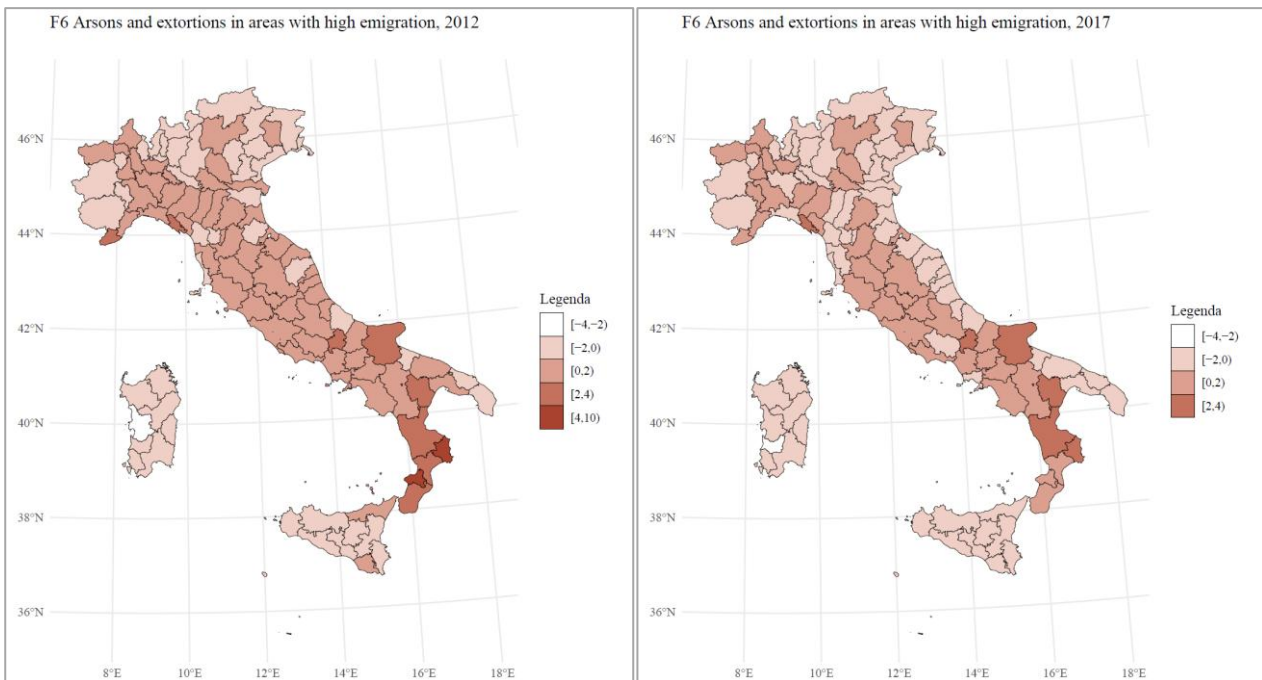 F6 Arsons and extortions in areas with high emigration, 2012
46°N
44°N
42°N
40°N
38°N
36°N
8°E 10°E 12°E 14°E 16°E 18°E
Legenda
[−4,−2)
[−2,0)
[0,2)
[2,4)
[4,10)
F6 Arsons and extortions in areas with high emigration, 2017
46°N
44°N
42°N
40°N
38°N
36°N
8°E 10°E 12°E 14°E 16°E 18°E
Legenda
[−4,−2)
[−2,0)
[0,2)
[2,4)